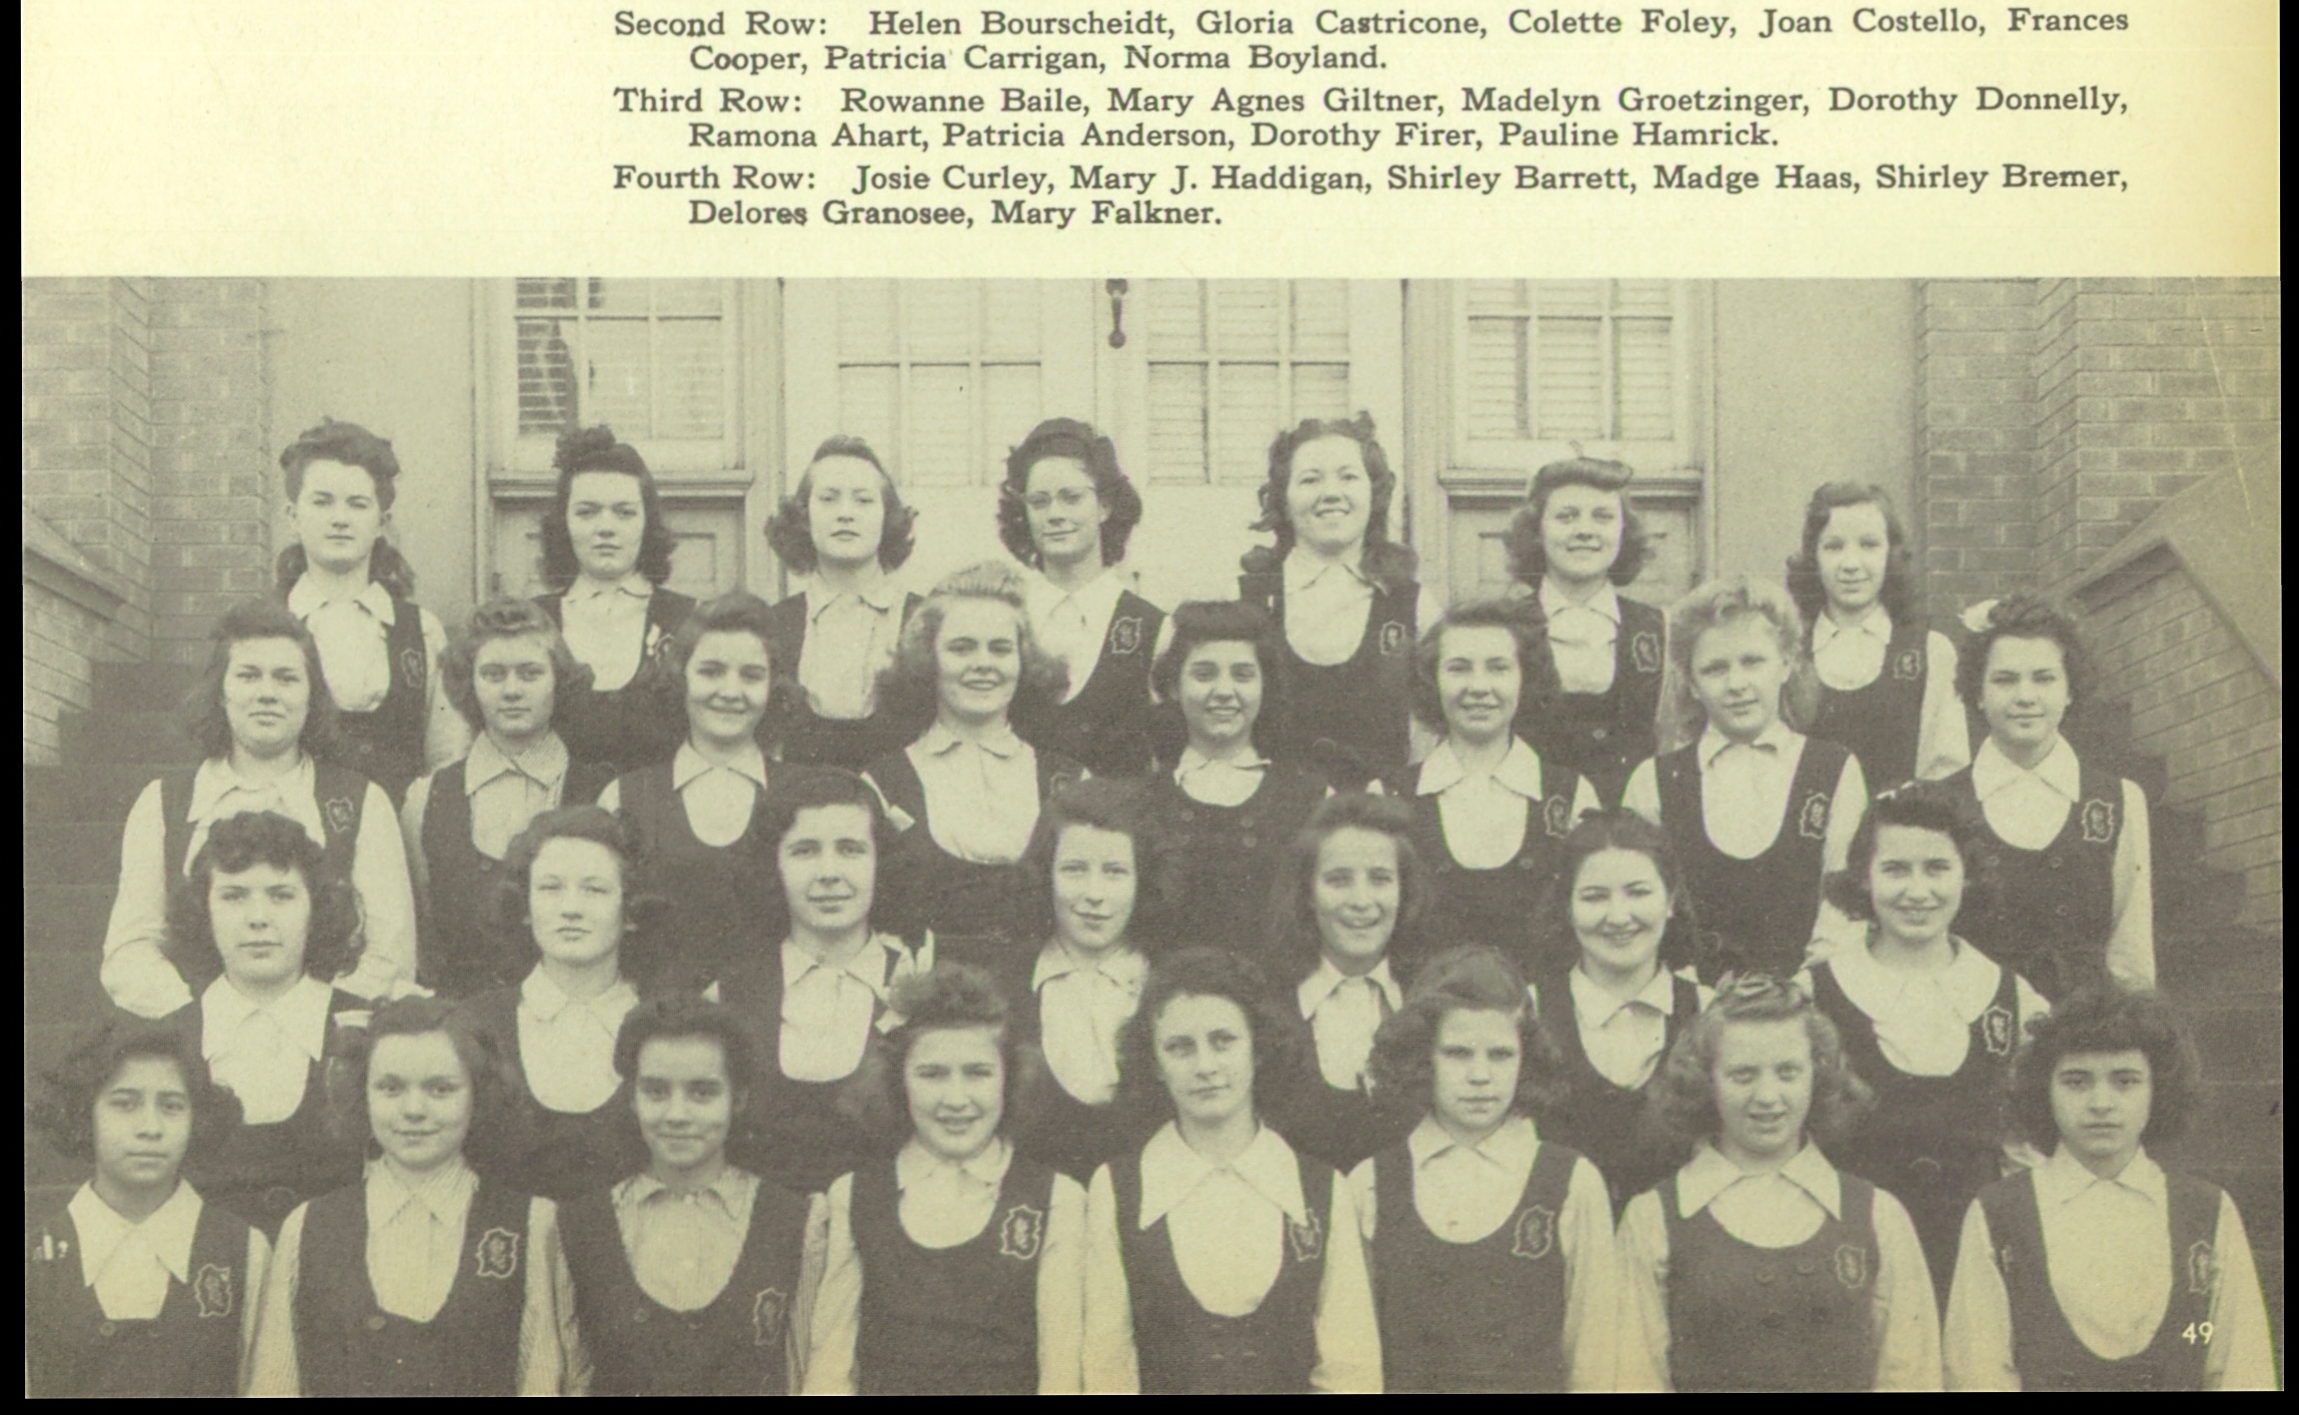 Second Row: Helen Bourscheidt, Gloria Castricone, Colette Foley, Joan Costello, Frances
Cooper, Patricia Carrigan, Norma Boyland.
Third Row: Rowanne Baile, Mary Agnes Giltner, Madelyn Groetzinger, Dorothy Donnelly,
Ramona Ahart, Patricia Anderson, Dorothy Firer, Pauline Hamrick.
Fourth Row: Josie Curley, Mary J. Haddigan, Shirley Barrett, Madge Haas, Shirley Bremer,
Delores Granosee, Mary Falkner.
49